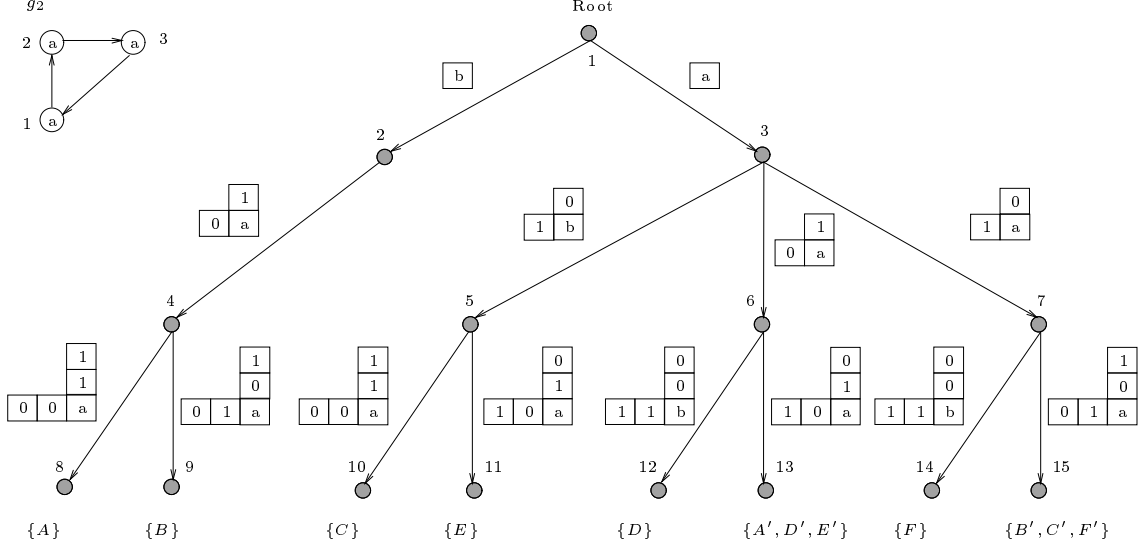 g2 Root
2 a a 3
b 1 a
1 a
2 3
1 0 0
0 a 1 b 1 1 a
0 a
4 5 6 7
1 1 1 0 0 0 0 1
1 0 1 1 0 1 0 0
0 0 a 0 1 a 0 0 a 1 0 a 1 1 b 1 0 a 1 1 b 0 1 a
8 9 10 11 12 13 14 15
{A} {B} {C} {E} {D} {A′, D′, E′} {F} {B′, C′, F′}